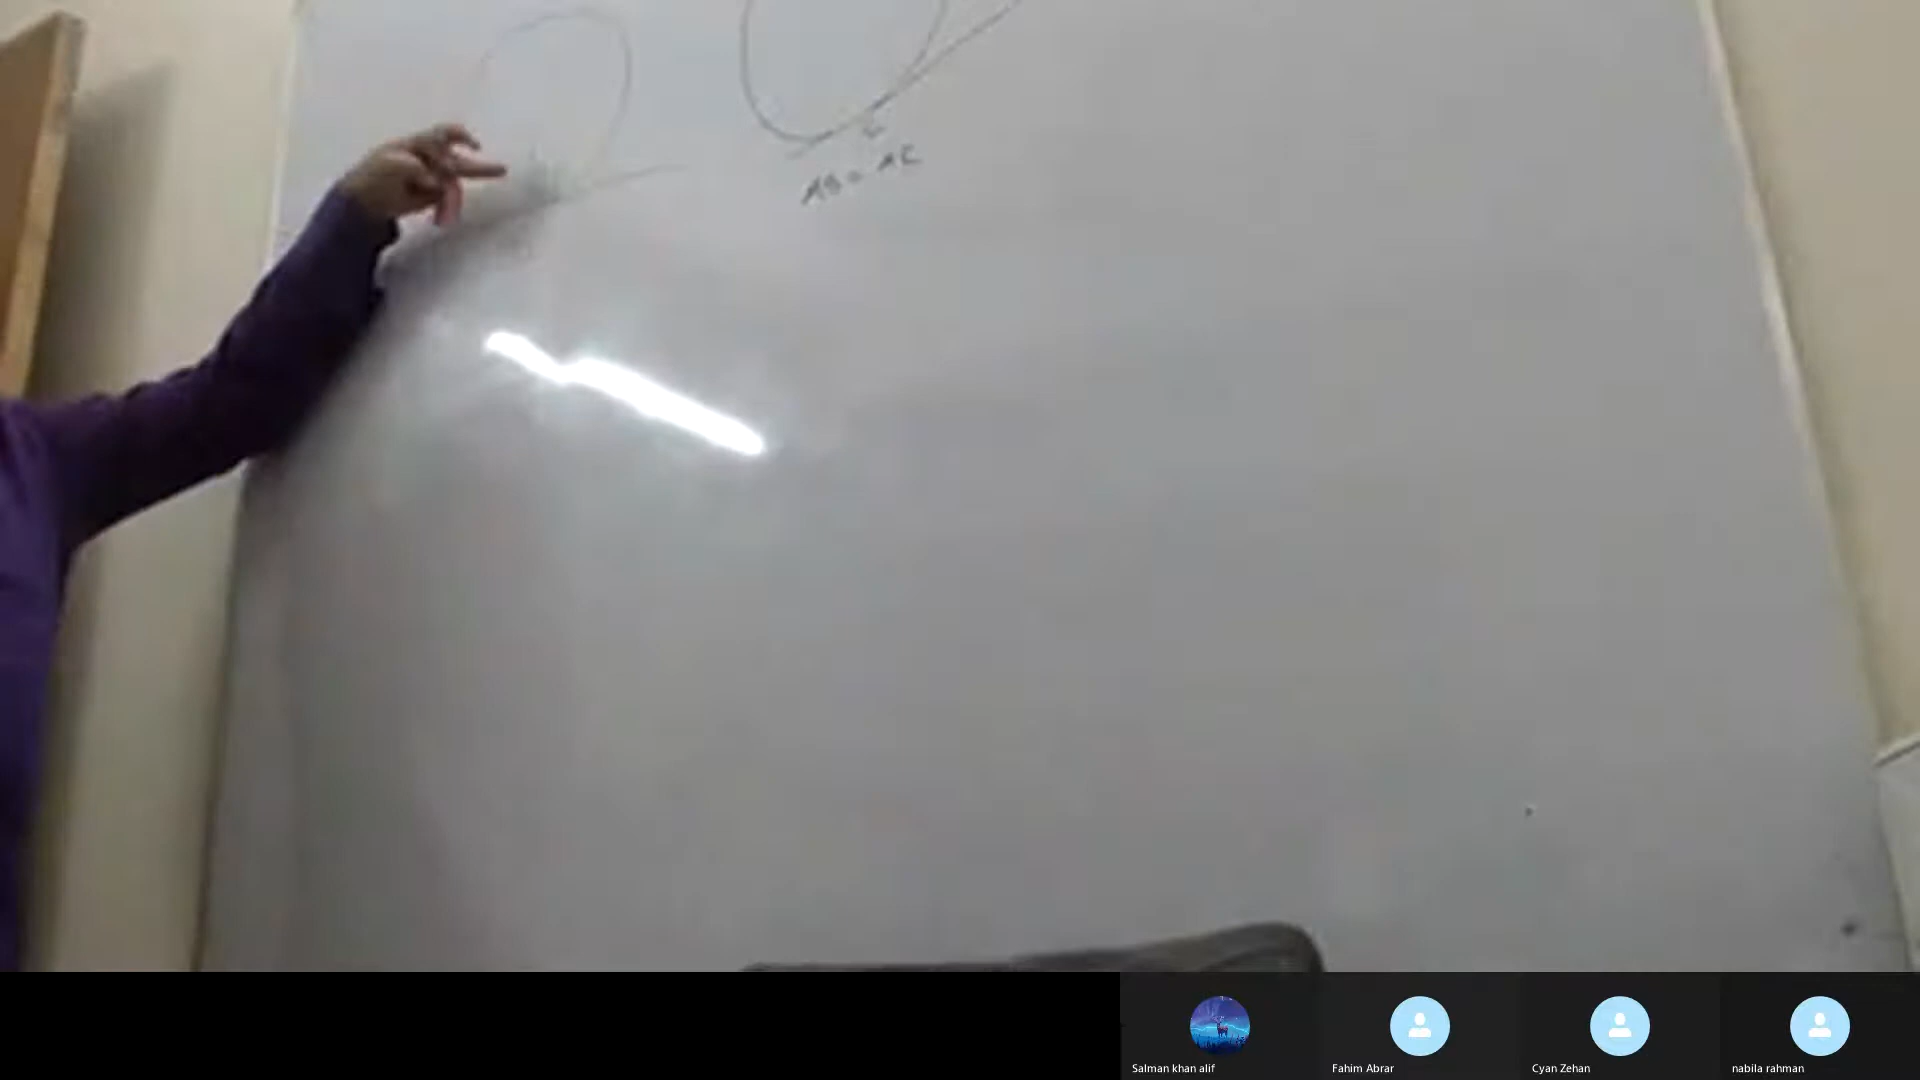 C
AB = AC
Salman khan alif
Fahim Abrar
Cyan Zehan
nabila rahman